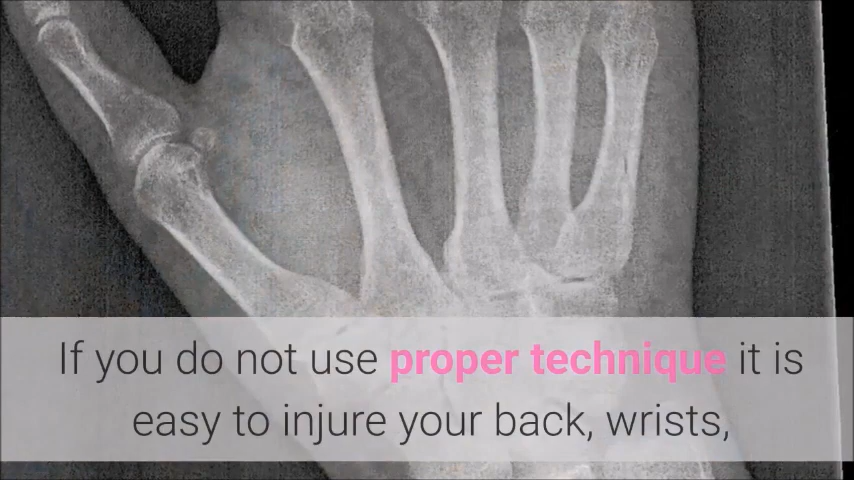 If you do not use proper technique it is
easy to injure your back, wrists,